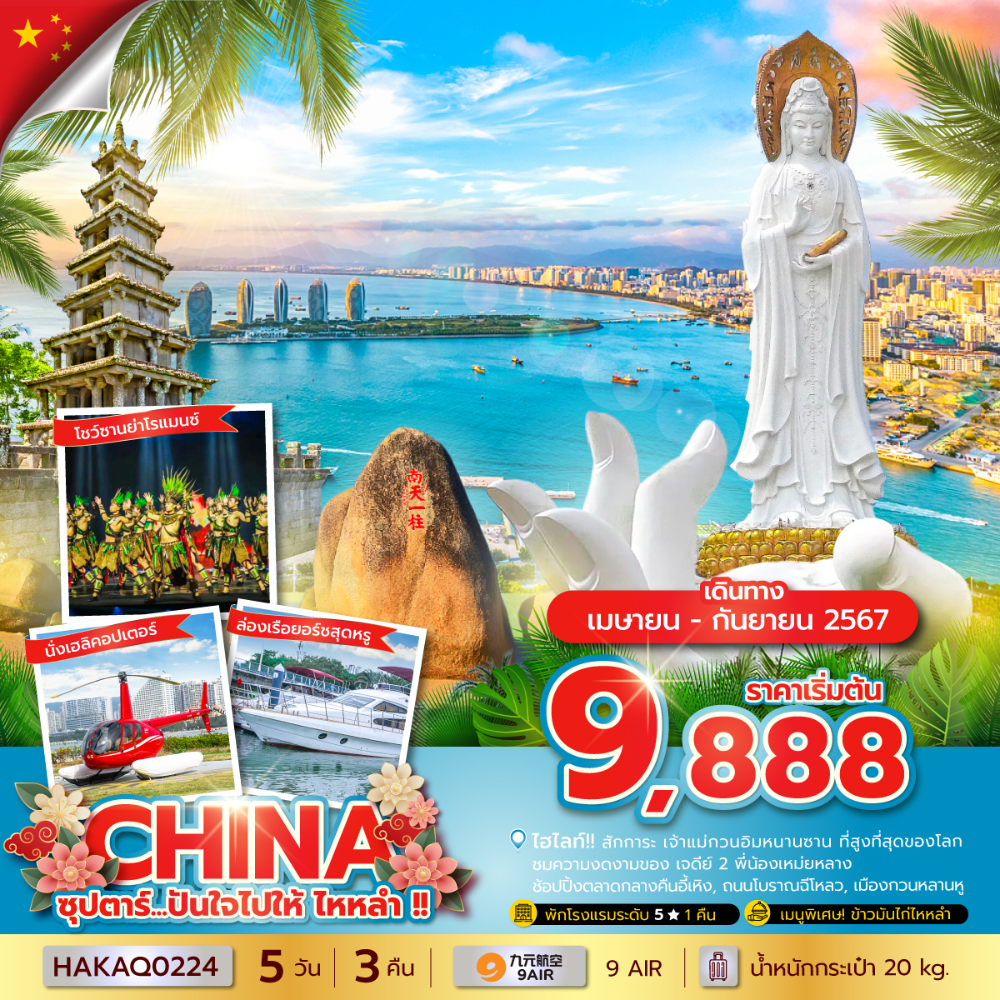 โชว์ซานย่าโรแมนซ์
南天一柱
นั่งเฮลิคอปเตอร์
ล่องเรือยอร์ชสุดหรู
เดินทาง
เมษายน - กันยายน 2567
ราคาเริ่มต้น
9,888
CHINA
ซุปตาร์...ปันใจไปให้ ไหหลำ !!
ไฮไลท์!! สักการะ เจ้าแม่กวนอิมหนานซาน ที่สูงที่สุดของโลก
ชมความงดงามของ เจดีย์ 2 พี่น้องเหม่ยหลาง
ช้อปปิ้งตลาดกลางคืนอี้เหิง, ถนนโบราณฉีโหลว, เมืองกวนหลานหู
พักโรงแรมระดับ 5 ★ 1 คืน
เมนูพิเศษ! ข้าวมันไก่ไหหลำ
HAKAQ0224
5 วัน
3 คืน
九元航空
9AIR
9 AIR
น้ำหนักกระเป๋า 20 kg.